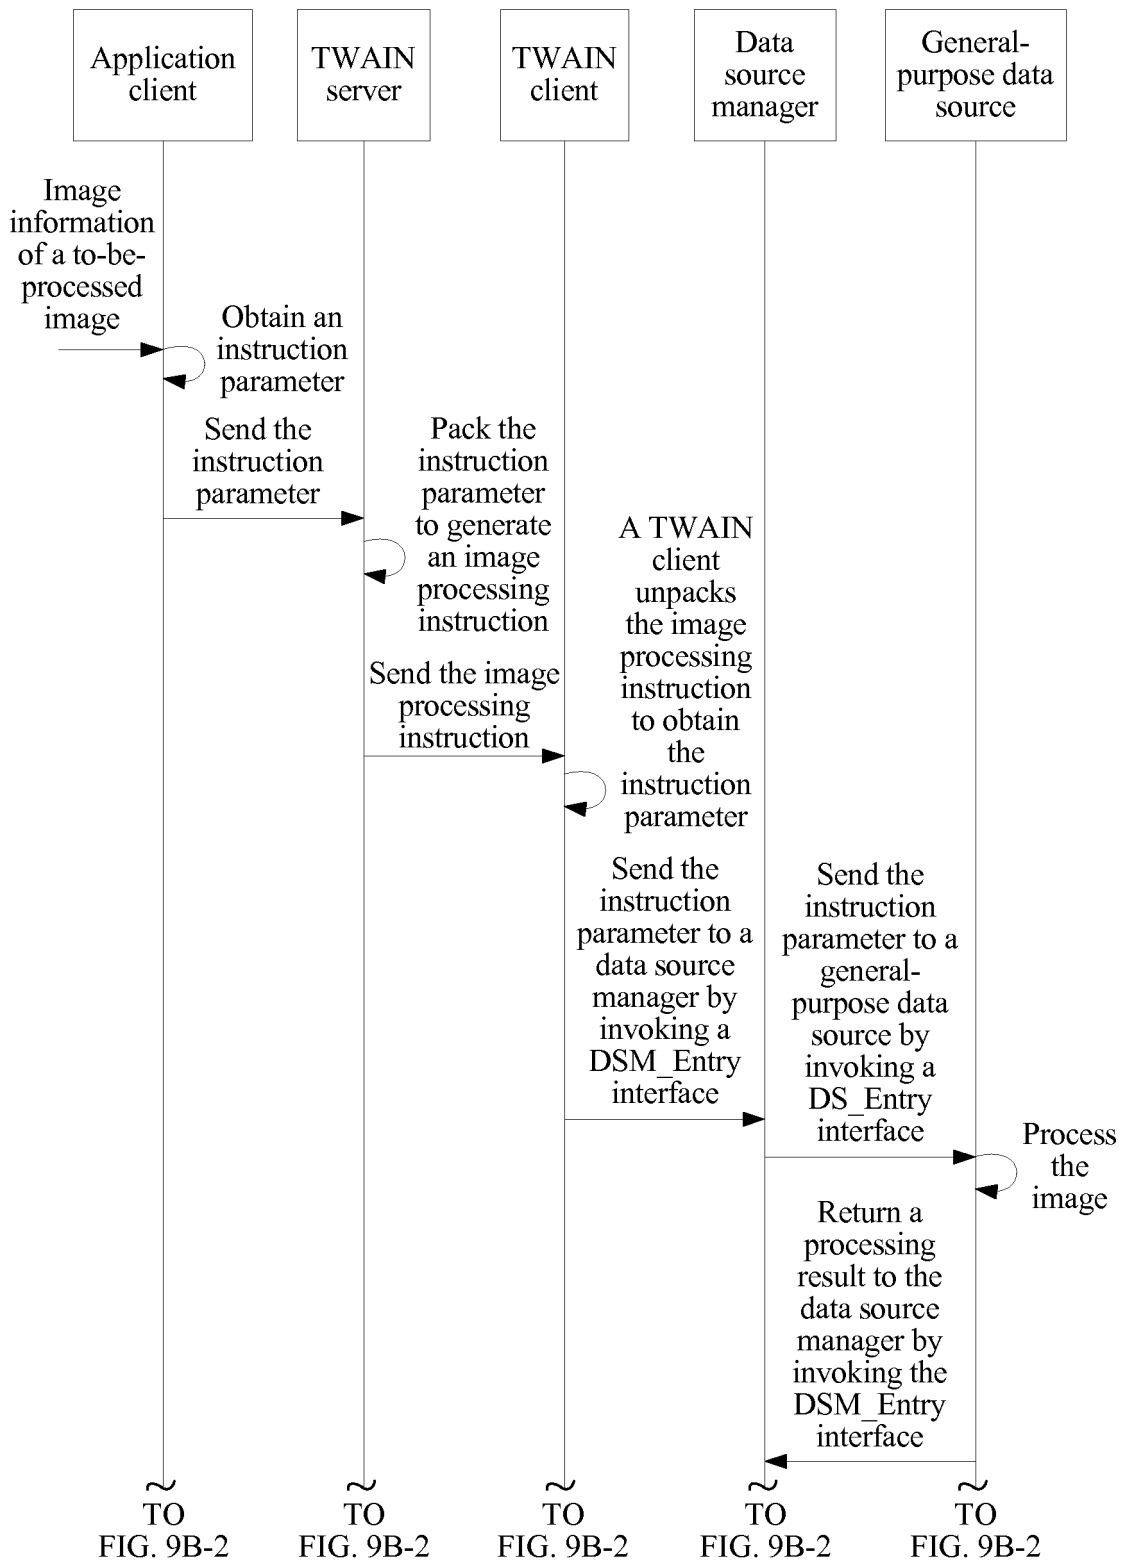 Application
client
TWAIN
server
TWAIN
client
Data
source
manager
General-
purpose data
source
Image
information
of a to-be-
processed
image
Obtain an
instruction
parameter
Send the
instruction
parameter
Pack the
instruction
parameter
to generate
an image
processing
instruction
Send the image
processing
instruction
A TWAIN
client
unpacks
the image
processing
instruction
to obtain
the
instruction
parameter
Send the
instruction
parameter to a
data source
manager by
invoking a
DSM_Entry
interface
Send the
instruction
parameter to a
general-
purpose data
source by
invoking a
DS_Entry
interface
Process
the
image
Return a
processing
result to the
data source
manager by
invoking the
DSM_Entry
interface
TO
FIG. 9B-2
TO
FIG. 9B-2
TO
FIG. 9B-2
TO
FIG. 9B-2
TO
FIG. 9B-2